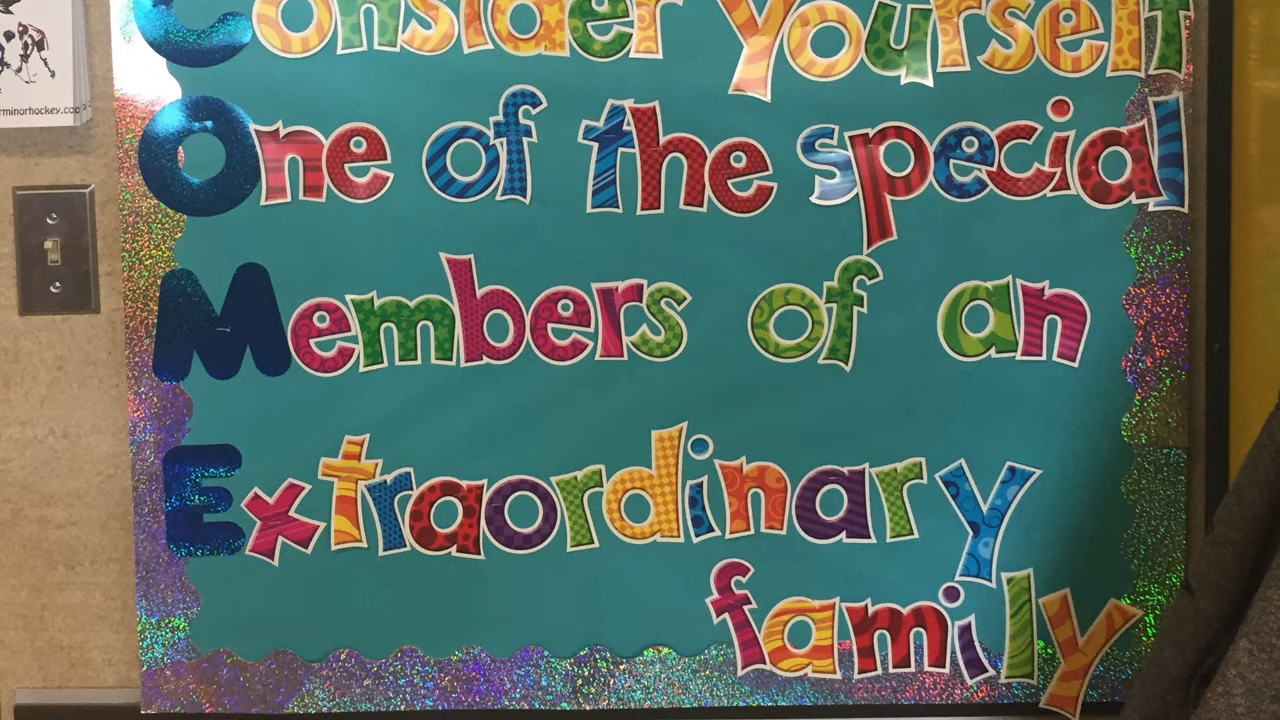 Consider yourself
One of the special
Members of an
Extraordinary
family